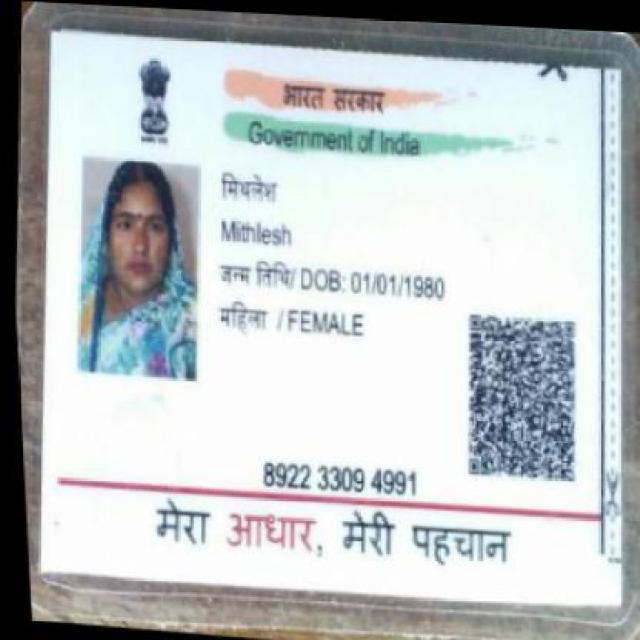 भारत सरकार
Government of India
मिथलेश
Mithlesh
जन्म तिथि/ DOB: 01/01/1980
महिला / FEMALE
8922 3309 4991
मेरा आधार, मेरी पहचान